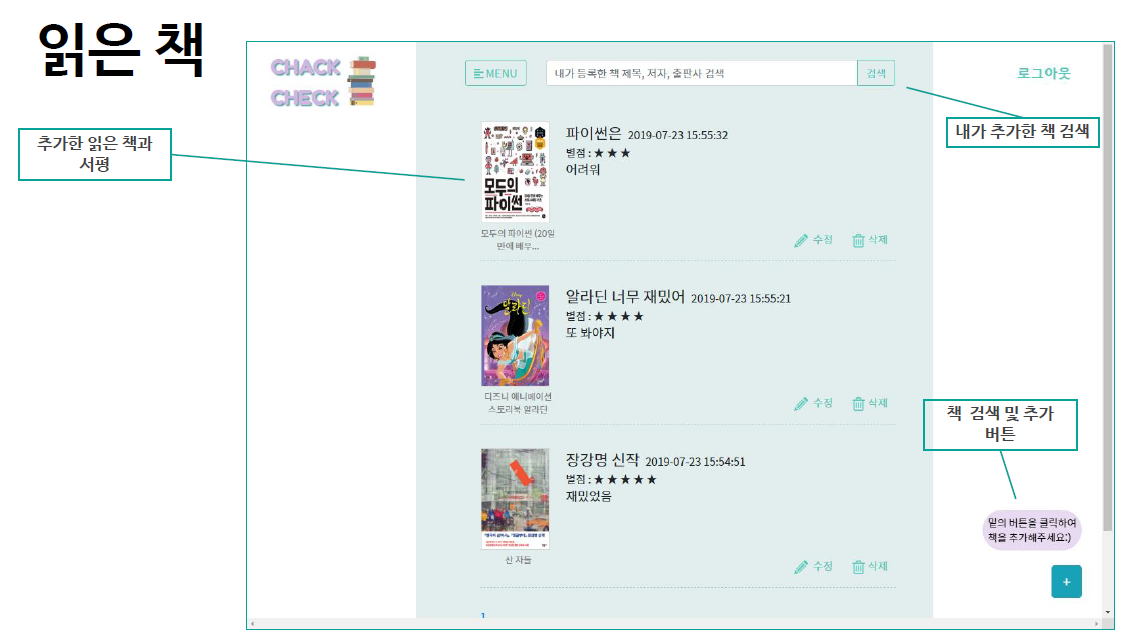 읽은 책
CHACK
CHECK
MENU
내가 등록한 책 제목, 저자, 출판사 검색
검색
로그아웃
내가 추가한 책 검색
추가한 읽은 책과
서평
모두의
파이썬
파이썬은 2019-07-23 15:55:32
별점 : ★ ★ ★
어려워
모두의 파이썬 (20일
만에 배우...
수정
삭제
알라딘
알라딘 너무 재밌어 2019-07-23 15:55:21
별점 : ★ ★ ★ ★
또 봐야지
디즈니 애니메이션
스토리북 알라딘
수정
삭제
장강명 신작 2019-07-23 15:54:51
별점 : ★ ★ ★ ★ ★
재밌었음
산 자들
수정
삭제
책 검색 및 추가
버튼
밑의 버튼을 클릭하여
책을 추가해주세요:)
+
1